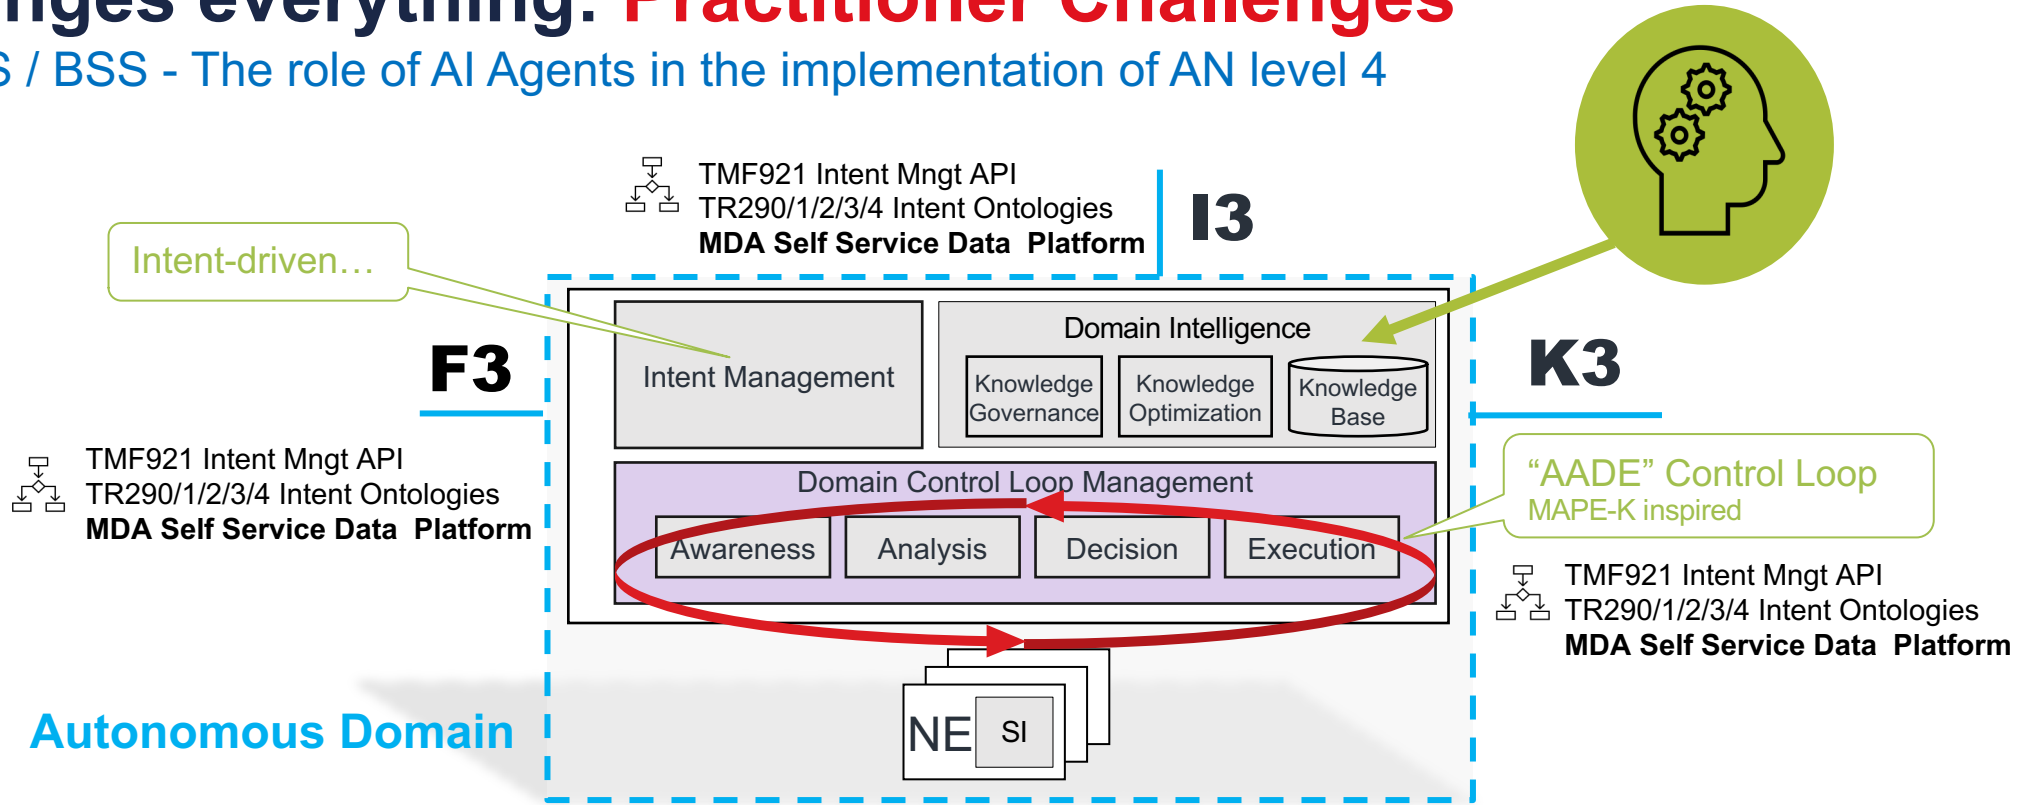 nges everything: Practitioner Challenges
S / BSS - The role of AI Agents in the implementation of AN level 4
TMF921 Intent Mngt API
TR290/1/2/3/4 Intent Ontologies
MDA Self Service Data Platform
I3
Intent-driven…
F3
Intent Management
Domain Intelligence
Knowledge
Governance
Knowledge
Optimization
Knowledge
Base
K3
TMF921 Intent Mngt API
TR290/1/2/3/4 Intent Ontologies
MDA Self Service Data Platform
Domain Control Loop Management
Awareness
Analysis
Decision
Execution
“AADE” Control Loop
MAPE-K inspired
TMF921 Intent Mngt API
TR290/1/2/3/4 Intent Ontologies
MDA Self Service Data Platform
Autonomous Domain
NE
SI